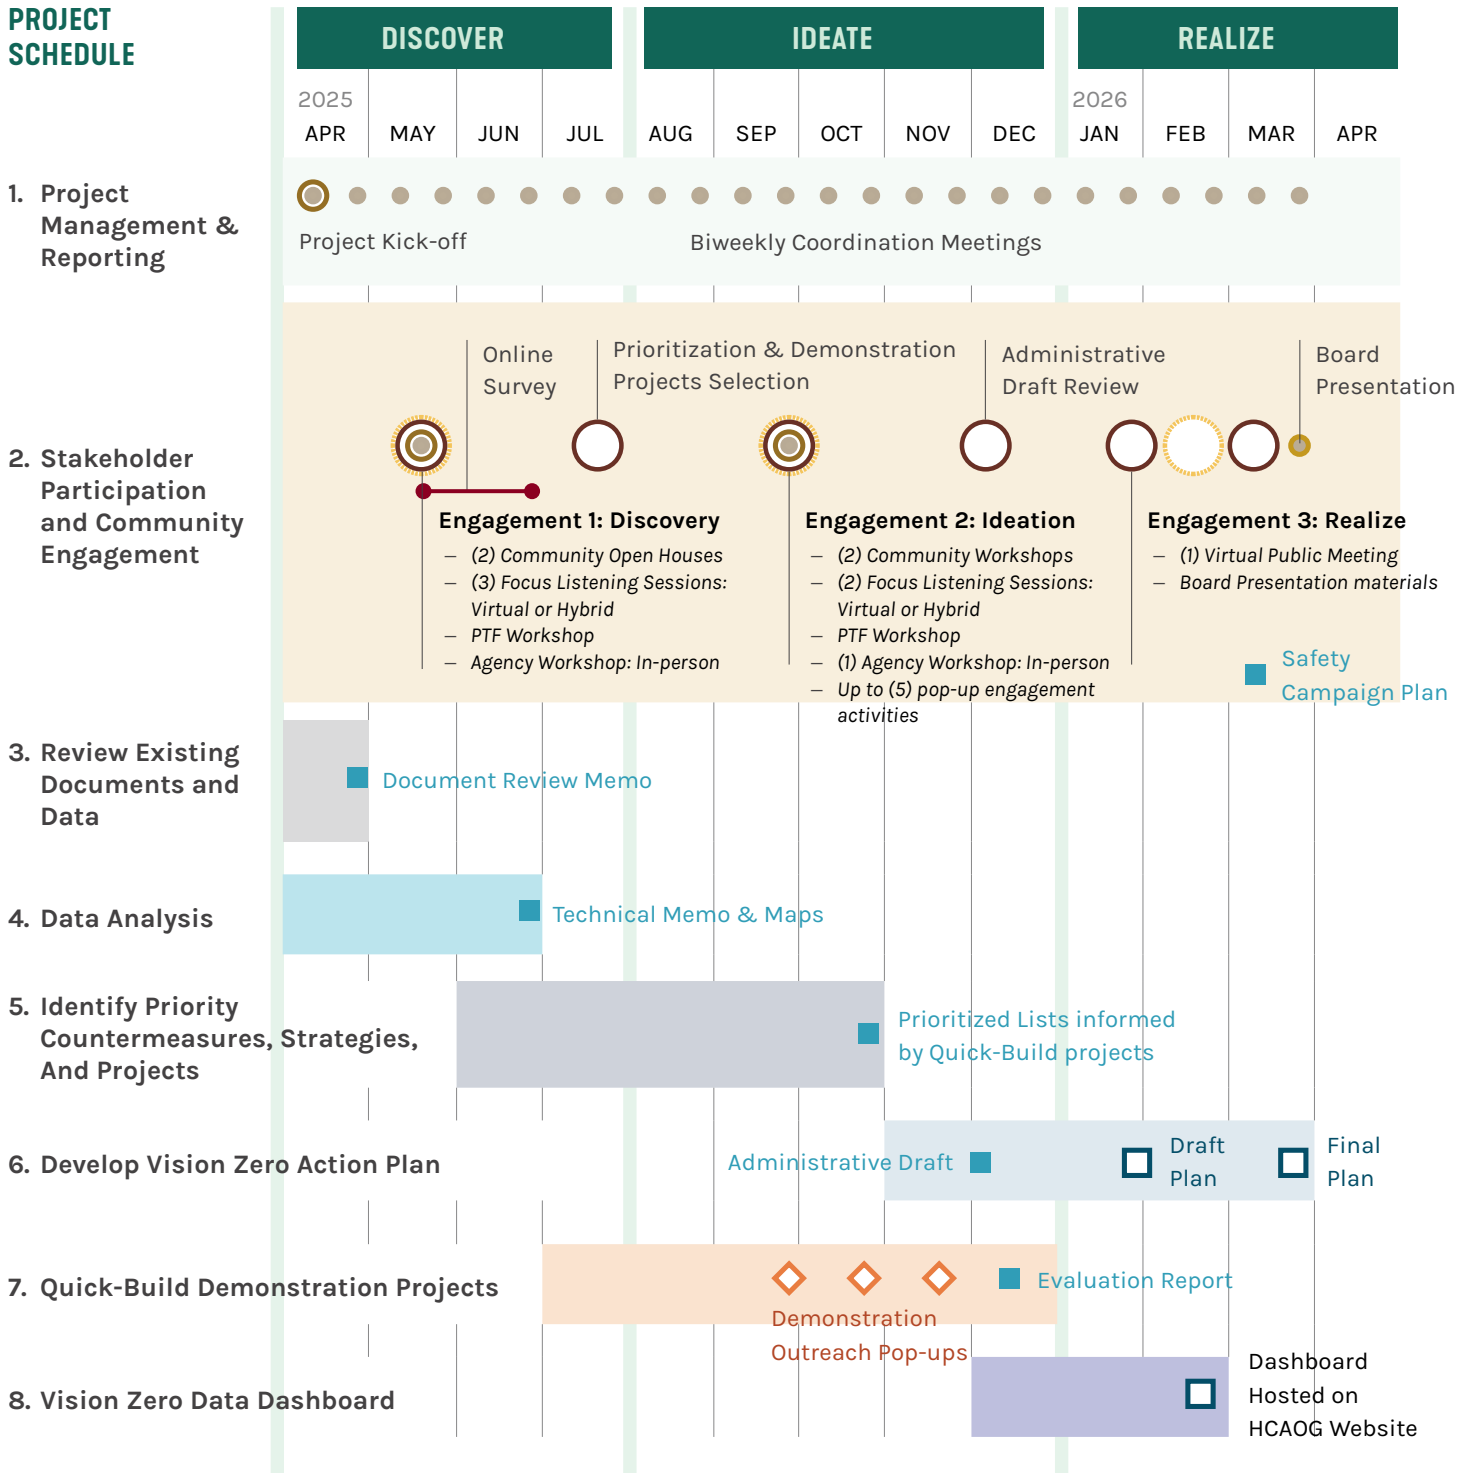 PROJECT
SCHEDULE
DISCOVER
IDEATE
REALIZE
2025
2026
APR
MAY
JUN
JUL
AUG
SEP
OCT
NOV
DEC
JAN
FEB
MAR
APR
1. Project
Management &
Reporting
Project Kick-off
Biweekly Coordination Meetings
2. Stakeholder
Participation
and Community
Engagement
Online
Survey
Prioritization & Demonstration
Projects Selection
Administrative
Draft Review
Board
Presentation
Engagement 1: Discovery
– (2) Community Open Houses
– (3) Focus Listening Sessions:
Virtual or Hybrid
– PTF Workshop
– Agency Workshop: In-person
Engagement 2: Ideation
– (2) Community Workshops
– (2) Focus Listening Sessions:
Virtual or Hybrid
– PTF Workshop
– (1) Agency Workshop: In-person
– Up to (5) pop-up engagement
activities
Engagement 3: Realize
– (1) Virtual Public Meeting
– Board Presentation materials
Safety
Campaign Plan
3. Review Existing
Documents and
Data
Document Review Memo
4. Data Analysis
Technical Memo & Maps
5. Identify Priority
Countermeasures, Strategies,
And Projects
Prioritized Lists informed
by Quick-Build projects
6. Develop Vision Zero Action Plan
Administrative Draft
Draft
Plan
Final
Plan
7. Quick-Build Demonstration Projects
Evaluation Report
Demonstration
Outreach Pop-ups
8. Vision Zero Data Dashboard
Dashboard
Hosted on
HCAOG Website